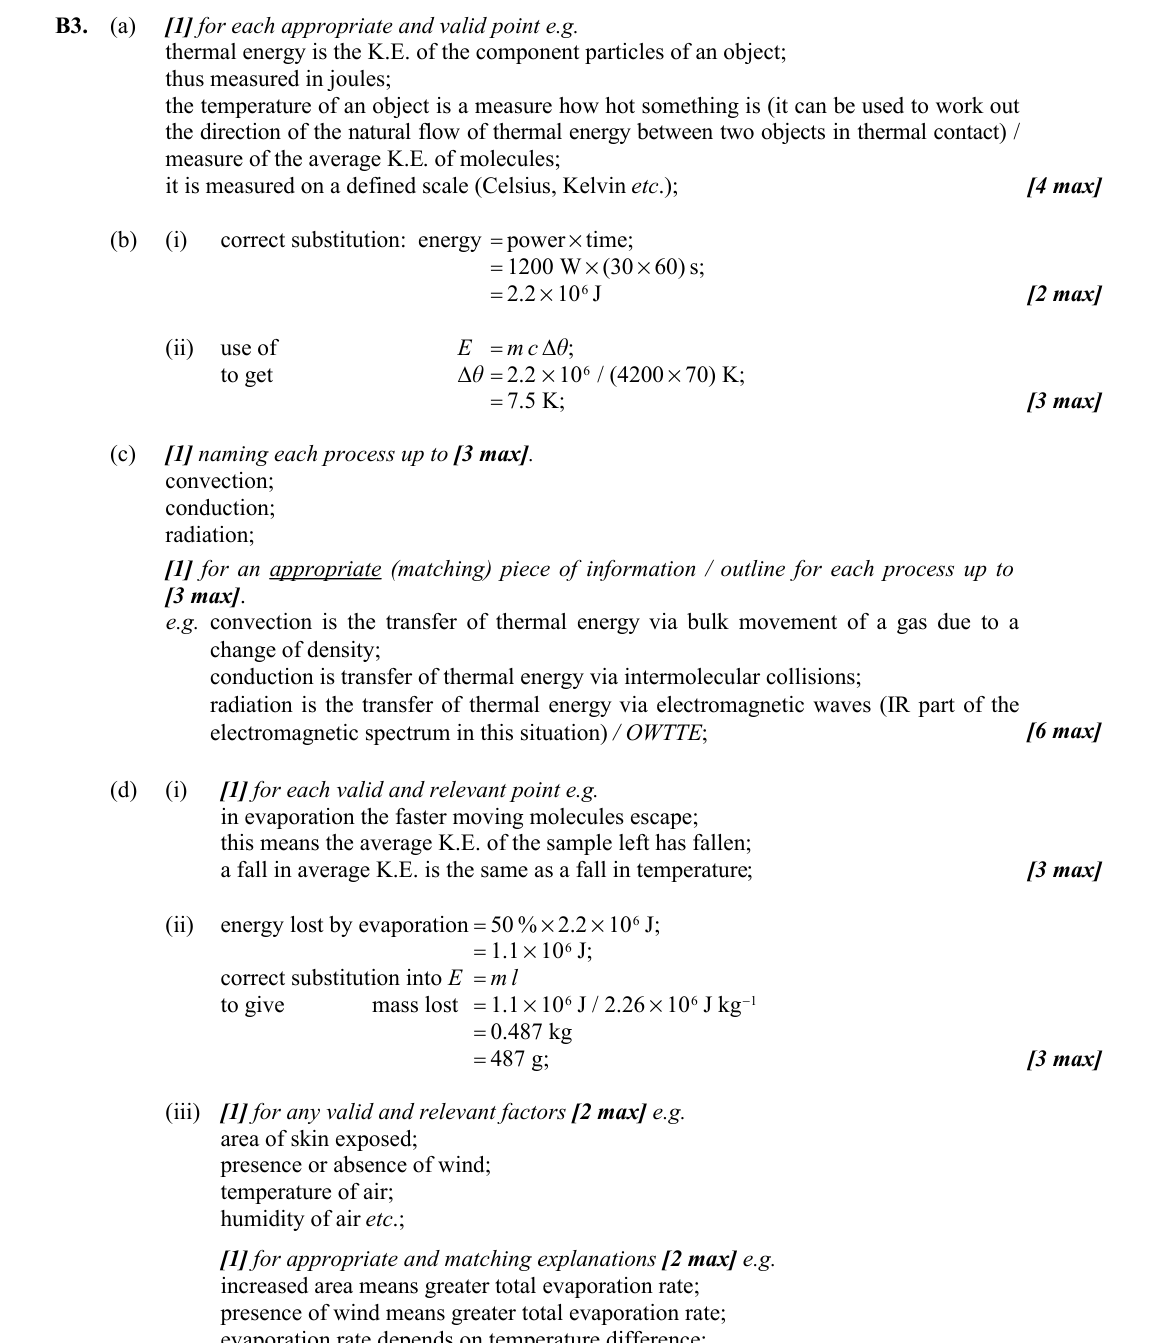 B3. (a) [1] for each appropriate and valid point e.g.
thermal energy is the K.E. of the component particles of an object;
thus measured in joules;
the temperature of an object is a measure how hot something is (it can be used to work out
the direction of the natural flow of thermal energy between two objects in thermal contact) /
measure of the average K.E. of molecules;
it is measured on a defined scale (Celsius, Kelvin etc.); [4 max]
(b) (i) correct substitution: energy = power × time;
= 1200 W × (30 × 60) s;
= 2.2 × 10⁶ J [2 max]
(ii) use of E = m c Δθ;
to get Δθ = 2.2 × 10⁶ / (4200 × 70) K;
= 7.5 K; [3 max]
(c) [1] naming each process up to [3 max].
convection;
conduction;
radiation;
[1] for an appropriate (matching) piece of information / outline for each process up to
[3 max].
e.g. convection is the transfer of thermal energy via bulk movement of a gas due to a
change of density;
conduction is transfer of thermal energy via intermolecular collisions;
radiation is the transfer of thermal energy via electromagnetic waves (IR part of the
electromagnetic spectrum in this situation) / OWTTE; [6 max]
(d) (i) [1] for each valid and relevant point e.g.
in evaporation the faster moving molecules escape;
this means the average K.E. of the sample left has fallen;
a fall in average K.E. is the same as a fall in temperature; [3 max]
(ii) energy lost by evaporation = 50 % × 2.2 × 10⁶ J;
= 1.1 × 10⁶ J;
correct substitution into E = m l
to give mass lost = 1.1 × 10⁶ J / 2.26 × 10⁶ J kg⁻¹
= 0.487 kg
= 487 g; [3 max]
(iii) [1] for any valid and relevant factors [2 max] e.g.
area of skin exposed;
presence or absence of wind;
temperature of air;
humidity of air etc.;
[1] for appropriate and matching explanations [2 max] e.g.
increased area means greater total evaporation rate;
presence of wind means greater total evaporation rate;
evaporation rate depends on temperature difference;